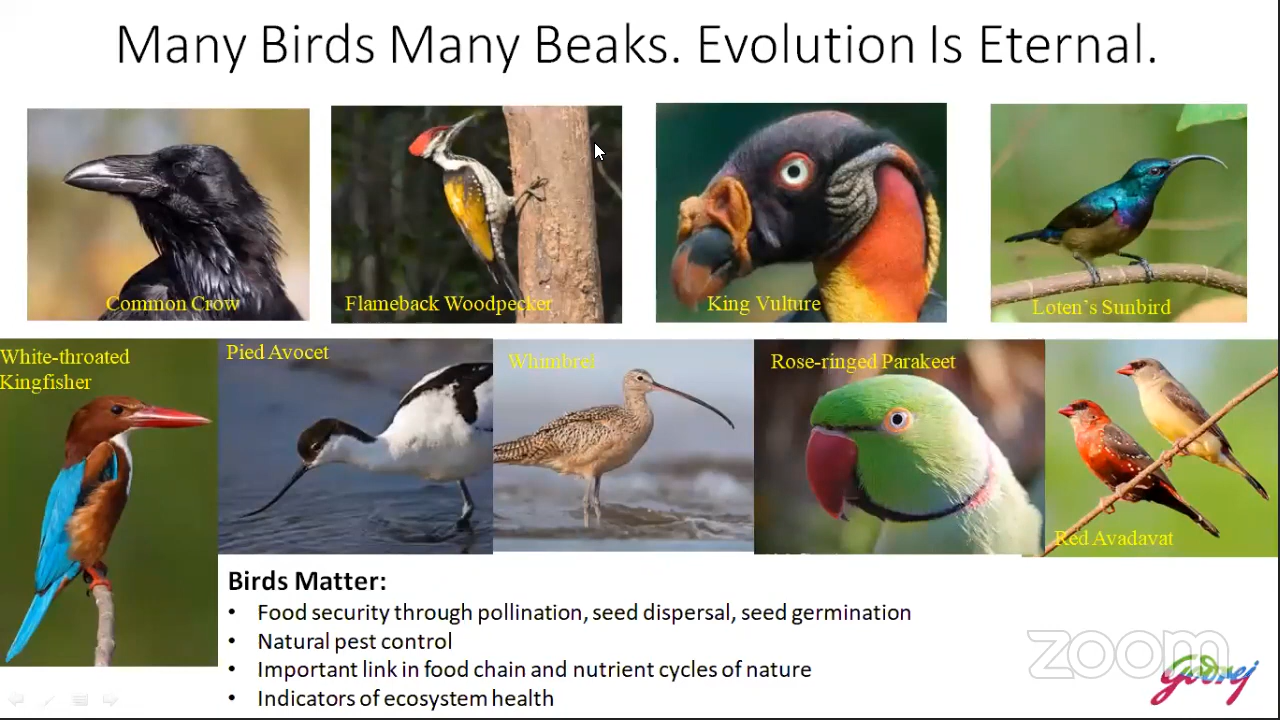 Many Birds Many Beaks. Evolution Is Eternal.
Common Crow
Flameback Woodpecker
King Vulture
Loten's Sunbird
White-throated
Kingfisher
Pied Avocet
Whimbrel
Rose-ringed Parakeet
Red Avadavat
Birds Matter:
• Food security through pollination, seed dispersal, seed germination
• Natural pest control
• Important link in food chain and nutrient cycles of nature
• Indicators of ecosystem health
zoom
Godrej